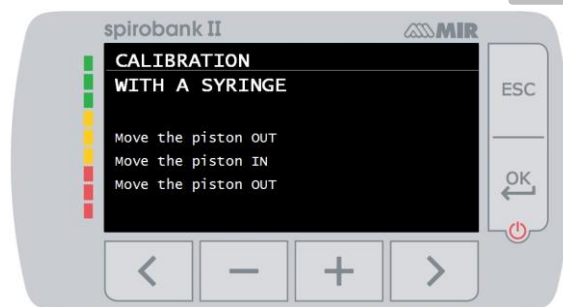 spirobank II
MIR
CALIBRATION
WITH A SYRINGE
Move the piston OUT
Move the piston IN
Move the piston OUT
ESC
OK